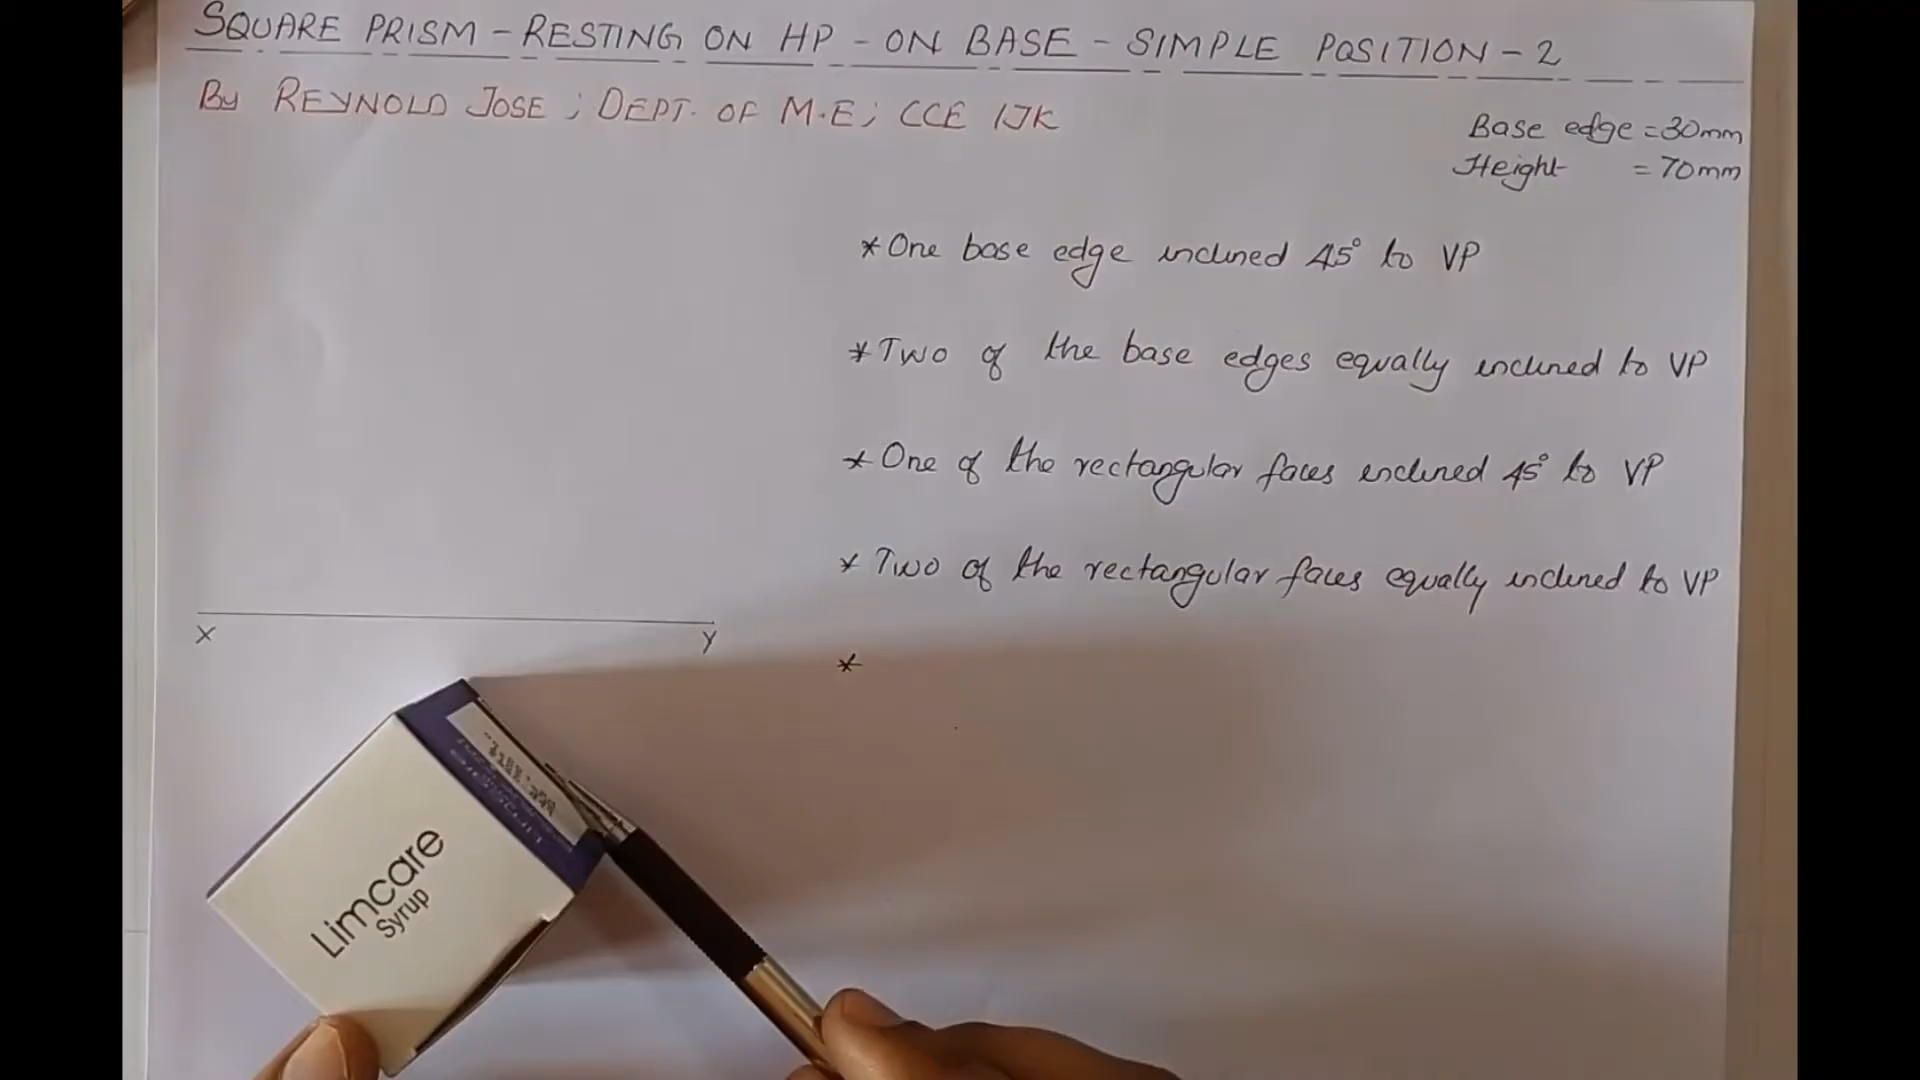 SQUARE PRISM - RESTING ON HP - ON BASE - SIMPLE POSITION - 2
By REYNOLD JOSE ; DEPT. OF M.E ; CCE IJK
Base edge = 30mm
Height = 70mm
* One base edge inclined 45° to VP
* Two of the base edges equally inclined to VP
* One of the rectangular faces inclined 45° to VP
* Two of the rectangular faces equally inclined to VP
X Y
*
Limcare
Syrup